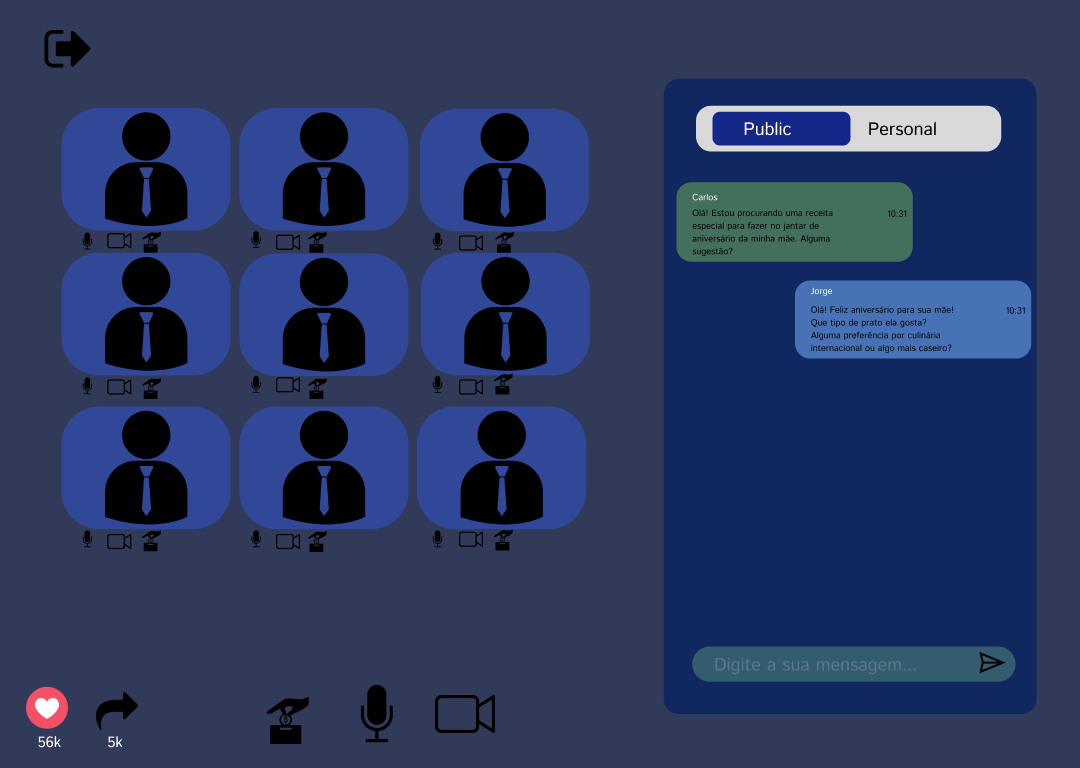 Public
Personal
Carlos
Olá! Estou procurando uma receita
especial para fazer no jantar de
aniversário da minha mãe. Alguma
sugestão?
10:31
Jorge
Olá! Feliz aniversário para sua mãe!
Que tipo de prato ela gosta?
Alguma preferência por culinária
internacional ou algo mais caseiro?
10:31
Digite a sua mensagem...
56k
5k
$